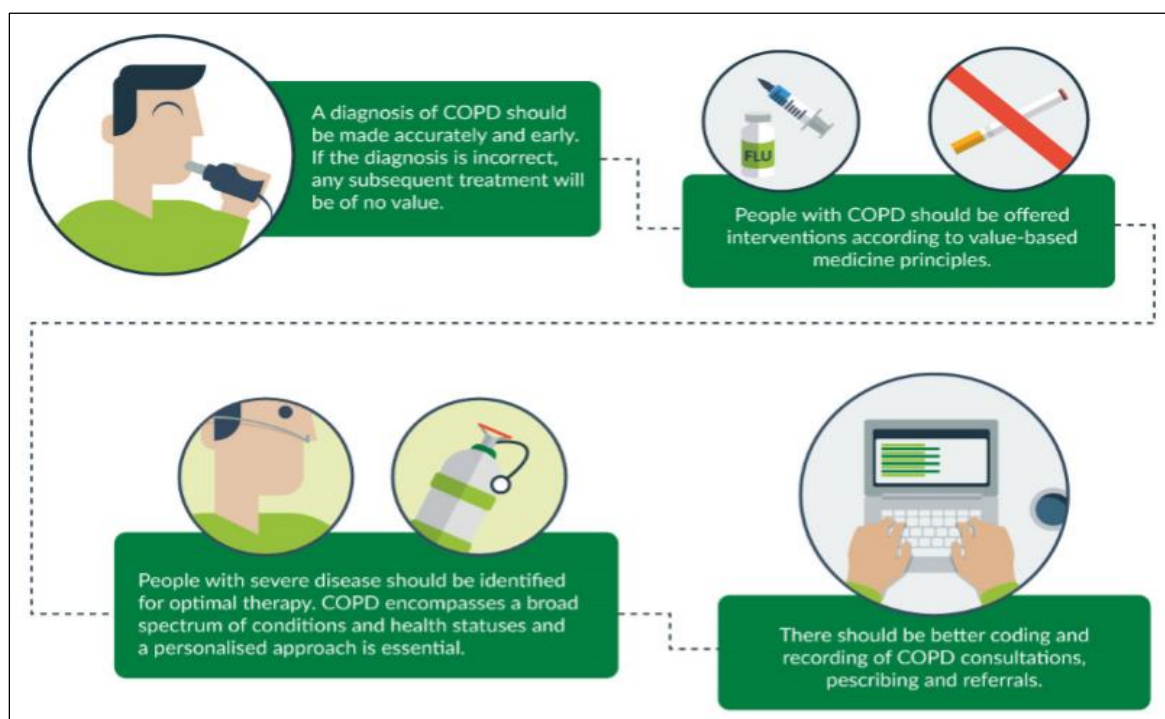 A diagnosis of COPD should
be made accurately and early.
If the diagnosis is incorrect,
any subsequent treatment will
be of no value.
FLU
People with COPD should be offered
interventions according to value-based
medicine principles.
People with severe disease should be identified
for optimal therapy. COPD encompasses a broad
spectrum of conditions and health statuses and
a personalised approach is essential.
There should be better coding and
recording of COPD consultations,
pescribing and referrals.